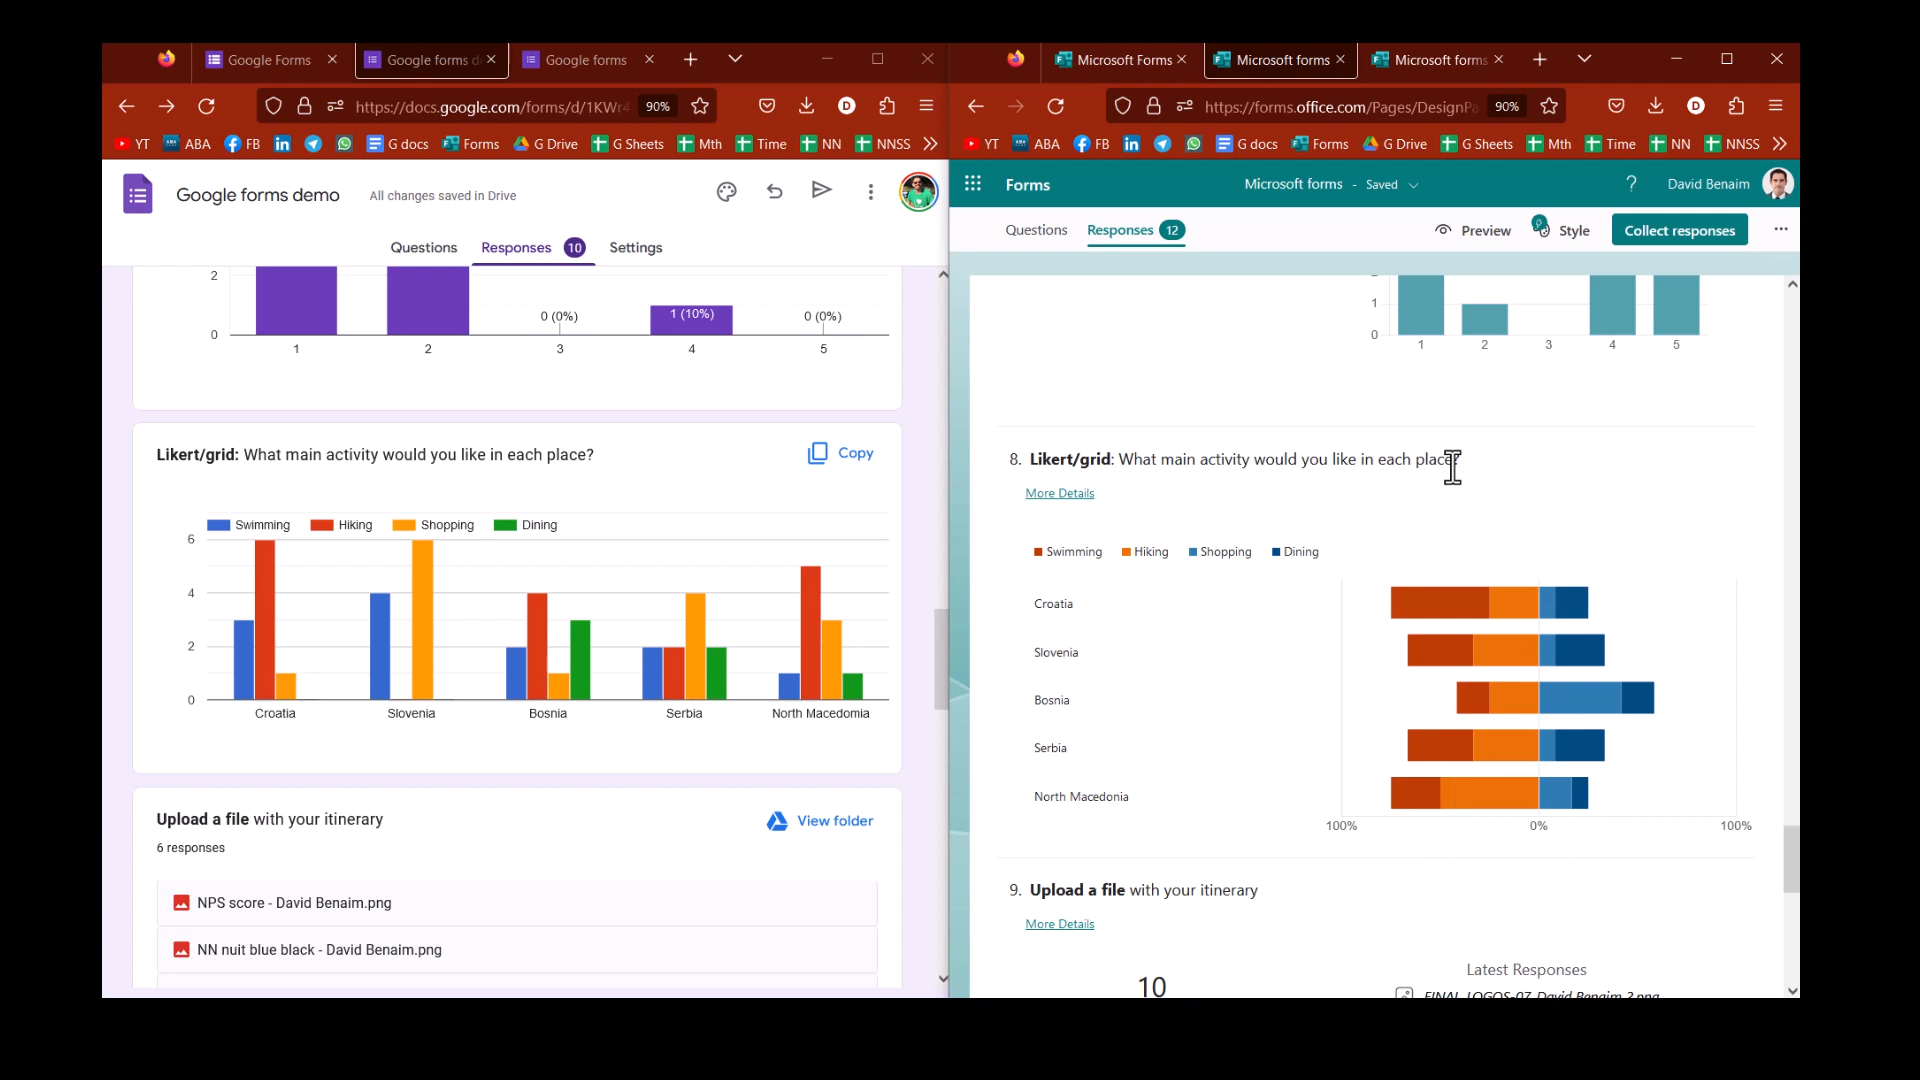 Google Forms
Google forms d
Google forms
https://docs.google.com/forms/d/1KWr4
90%
YT
ABA
FB
G docs
Forms
G Drive
G Sheets
Mth
Time
NN
NNSS
Google forms demo
All changes saved in Drive
Questions
Responses 10
Settings
2
0
0 (0%)
1 (10%)
0 (0%)
1 2 3 4 5
Likert/grid: What main activity would you like in each place?
Copy
Swimming Hiking Shopping Dining
6
4
2
0
Croatia Slovenia Bosnia Serbia North Macedonia
Upload a file with your itinerary
View folder
6 responses
NPS score - David Benaim.png
NN nuit blue black - David Benaim.png
Microsoft Forms
Microsoft forms
Microsoft forms
https://forms.office.com/Pages/DesignPa
90%
YT
ABA
FB
G docs
Forms
G Drive
G Sheets
Mth
Time
NN
NNSS
Forms
Microsoft forms - Saved
?
David Benaim
Questions
Responses 12
Preview
Style
Collect responses
1
0
1 2 3 4 5
8. Likert/grid: What main activity would you like in each place?
More Details
Swimming Hiking Shopping Dining
Croatia
Slovenia
Bosnia
Serbia
North Macedonia
100% 0% 100%
9. Upload a file with your itinerary
More Details
10
Latest Responses
FINAL LOGOS-07_David Benaim 2.png